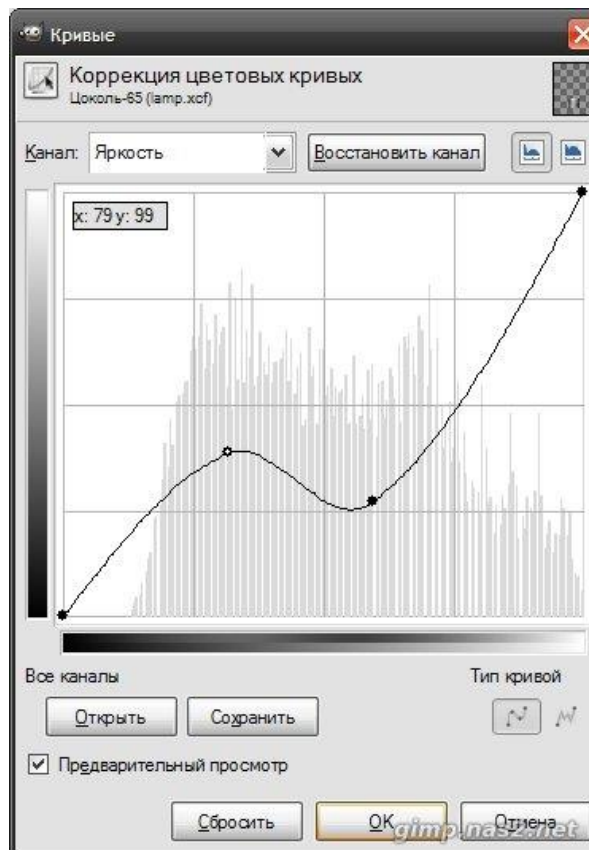 Кривые
Коррекция цветовых кривых
Цоколь-65 (lamp.xcf)
Канал: Яркость Восстановить канал
x: 79 y: 99
Все каналы Тип кривой
Открыть Сохранить
Предварительный просмотр
Сбросить OK Отмена
gimp.nas2.net